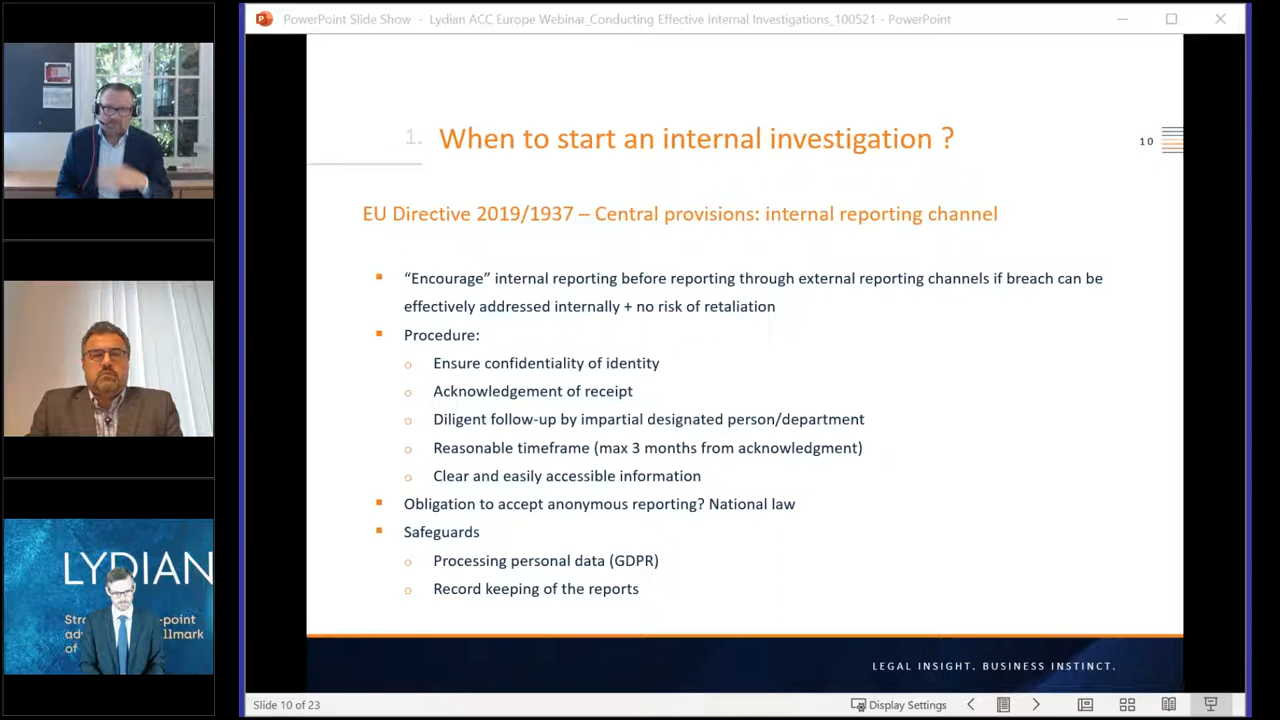 PowerPoint Slide Show - Lydian ACC Europe Webinar_Conducting Effective Internal Investigations_100521 - PowerPoint
1. When to start an internal investigation ?
10
EU Directive 2019/1937 – Central provisions: internal reporting channel
“Encourage” internal reporting before reporting through external reporting channels if breach can be
effectively addressed internally + no risk of retaliation
Procedure:
Ensure confidentiality of identity
Acknowledgement of receipt
Diligent follow-up by impartial designated person/department
Reasonable timeframe (max 3 months from acknowledgment)
Clear and easily accessible information
Obligation to accept anonymous reporting? National law
Safeguards
Processing personal data (GDPR)
Record keeping of the reports
LEGAL INSIGHT. BUSINESS INSTINCT.
Slide 10 of 23
Display Settings
LYDIAN
-point
of